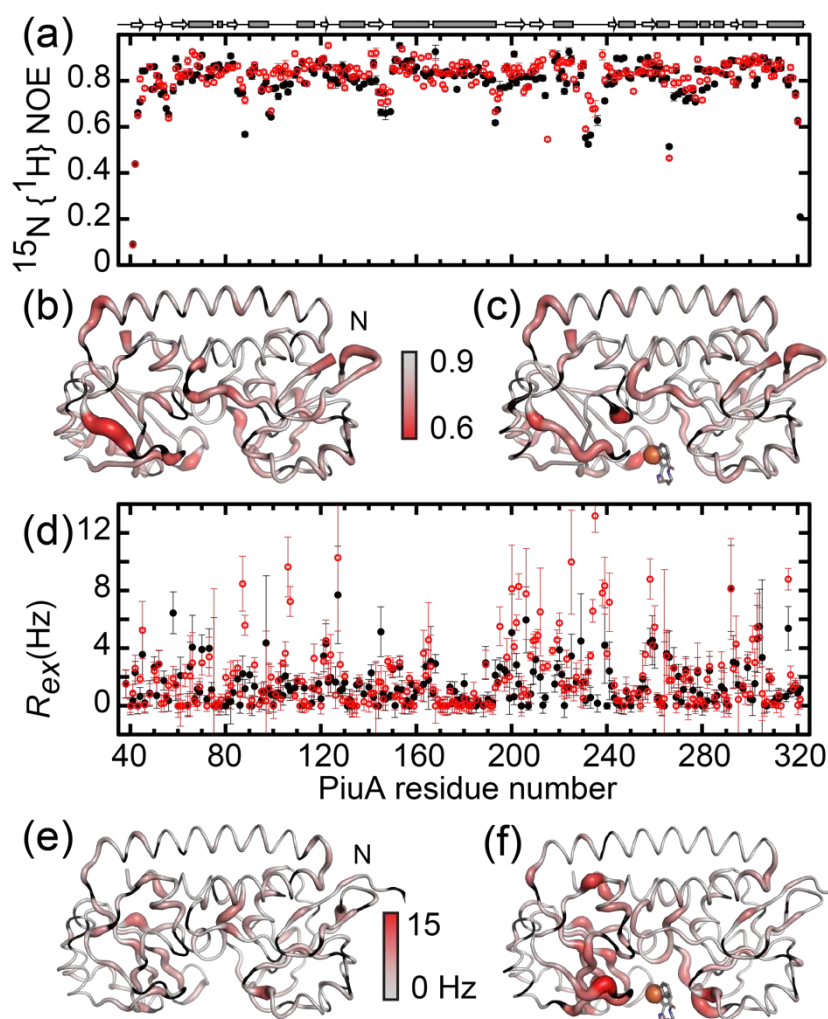 (a)
¹⁵N {¹H} NOE
0.8
0.6
0.4
0.2
0
(b)
N
0.9
0.6
(c)
(d)
Rex(Hz)
12
8
4
0
40 80 120 160 200 240 280 320
PiuA residue number
(e)
N
15
0 Hz
(f)